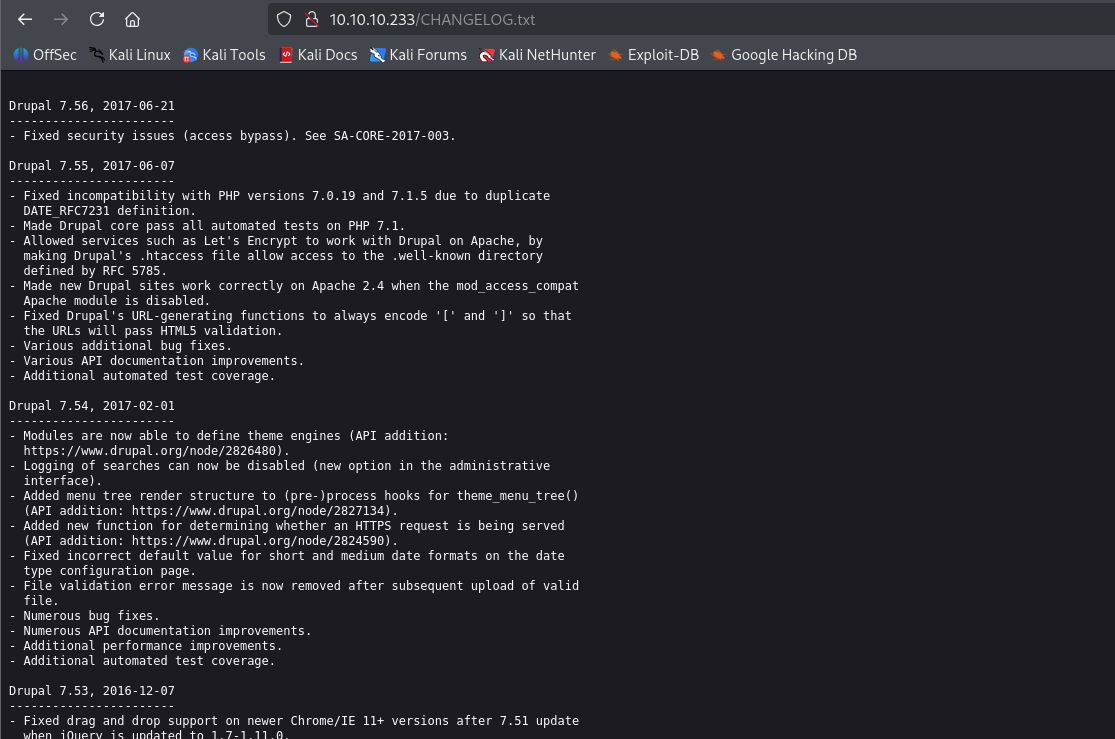 10.10.10.233/CHANGELOG.txt
OffSec Kali Linux Kali Tools Kali Docs Kali Forums Kali NetHunter Exploit-DB Google Hacking DB
Drupal 7.56, 2017-06-21
-----------------------
- Fixed security issues (access bypass). See SA-CORE-2017-003.
Drupal 7.55, 2017-06-07
-----------------------
- Fixed incompatibility with PHP versions 7.0.19 and 7.1.5 due to duplicate
DATE_RFC7231 definition.
- Made Drupal core pass all automated tests on PHP 7.1.
- Allowed services such as Let's Encrypt to work with Drupal on Apache, by
making Drupal's .htaccess file allow access to the .well-known directory
defined by RFC 5785.
- Made new Drupal sites work correctly on Apache 2.4 when the mod_access_compat
Apache module is disabled.
- Fixed Drupal's URL-generating functions to always encode '[' and ']' so that
the URLs will pass HTML5 validation.
- Various additional bug fixes.
- Various API documentation improvements.
- Additional automated test coverage.
Drupal 7.54, 2017-02-01
-----------------------
- Modules are now able to define theme engines (API addition:
https://www.drupal.org/node/2826480).
- Logging of searches can now be disabled (new option in the administrative
interface).
- Added menu tree render structure to (pre-)process hooks for theme_menu_tree()
(API addition: https://www.drupal.org/node/2827134).
- Added new function for determining whether an HTTPS request is being served
(API addition: https://www.drupal.org/node/2824590).
- Fixed incorrect default value for short and medium date formats on the date
type configuration page.
- File validation error message is now removed after subsequent upload of valid
file.
- Numerous bug fixes.
- Numerous API documentation improvements.
- Additional performance improvements.
- Additional automated test coverage.
Drupal 7.53, 2016-12-07
-----------------------
- Fixed drag and drop support on newer Chrome/IE 11+ versions after 7.51 update
when jQuery is updated to 1.7-1.11.0.